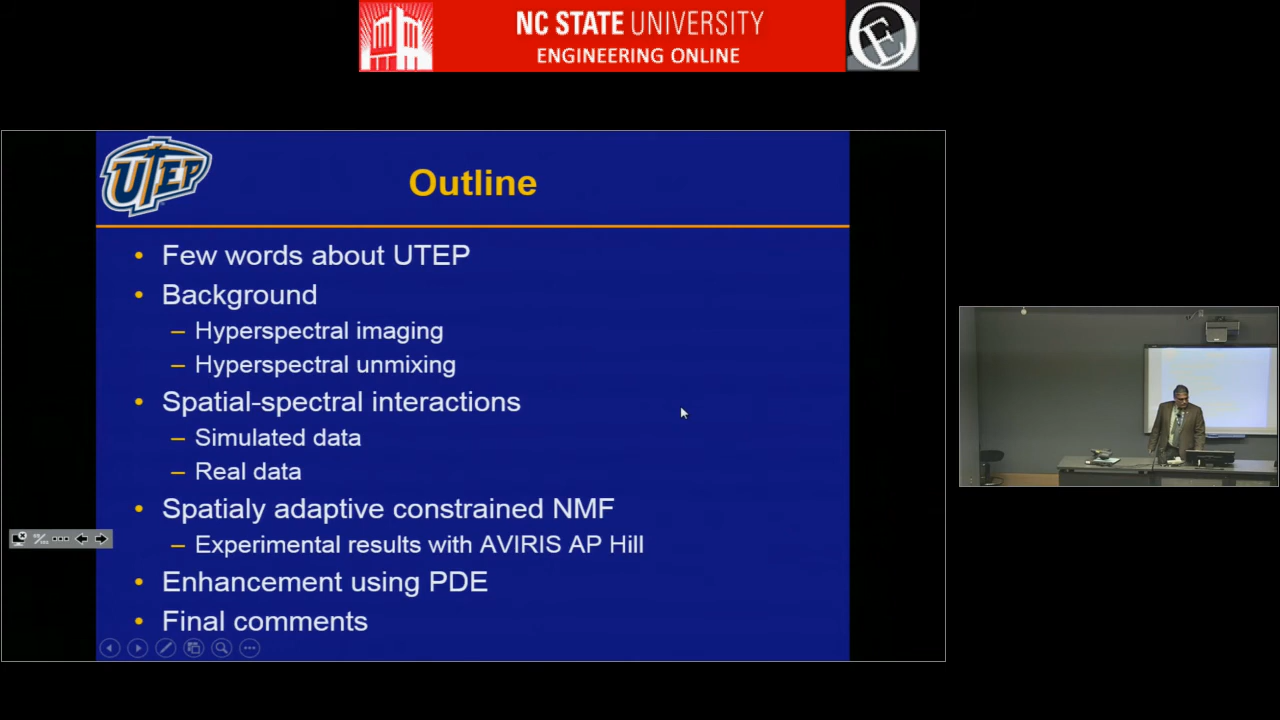 NC STATE UNIVERSITY
ENGINEERING ONLINE
UTEP
Outline
• Few words about UTEP
• Background
– Hyperspectral imaging
– Hyperspectral unmixing
• Spatial-spectral interactions
– Simulated data
– Real data
• Spatialy adaptive constrained NMF
– Experimental results with AVIRIS AP Hill
• Enhancement using PDE
• Final comments